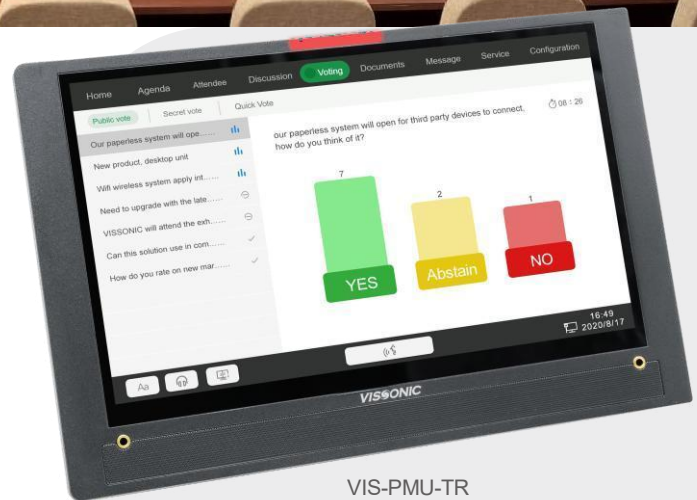 Home Agenda Attendee Discussion Voting Documents Message Service Configuration
Public vote Secret vote Quick Vote
Our paperless system will ope......
New product, desktop unit
Wifi wireless system apply int......
Need to upgrade with the late......
VISSONIC will attend the exh......
Can this solution use in com......
How do you rate on new mar......
our paperless system will open for third party devices to connect.
how do you think of it?
08 : 26
7
2
1
YES
Abstain
NO
16:49
2020/8/17
Aa
VISSONIC
VIS-PMU-TR